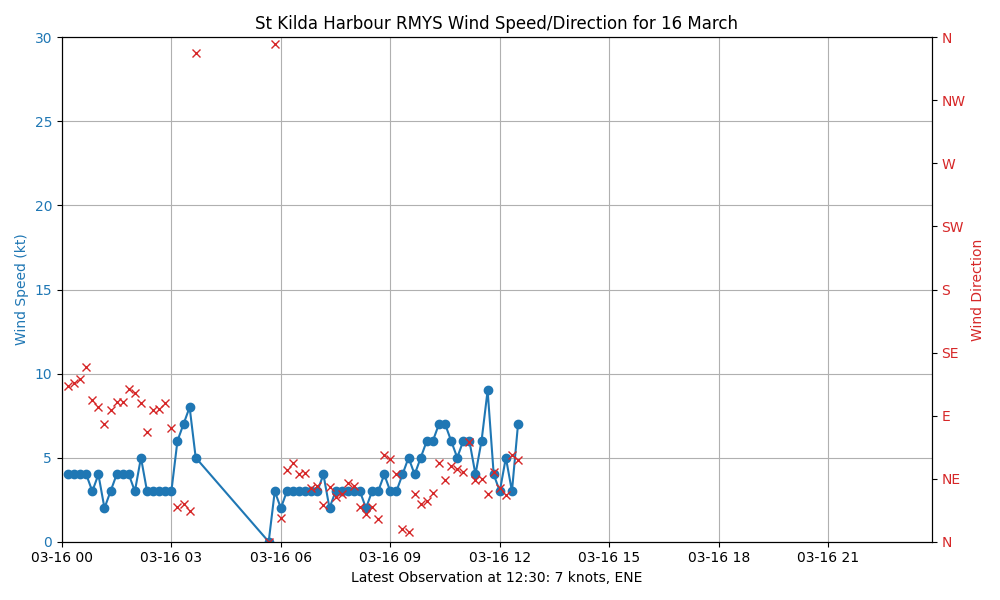 St Kilda Harbour RMYS Wind Speed/Direction for 16 March
Wind Speed (kt)
30
25
20
15
10
5
0
N
NW
W
SW
S
SE
E
NE
N
Wind Direction
03-16 00
03-16 03
03-16 06
03-16 09
03-16 12
03-16 15
03-16 18
03-16 21
Latest Observation at 12:30: 7 knots, ENE